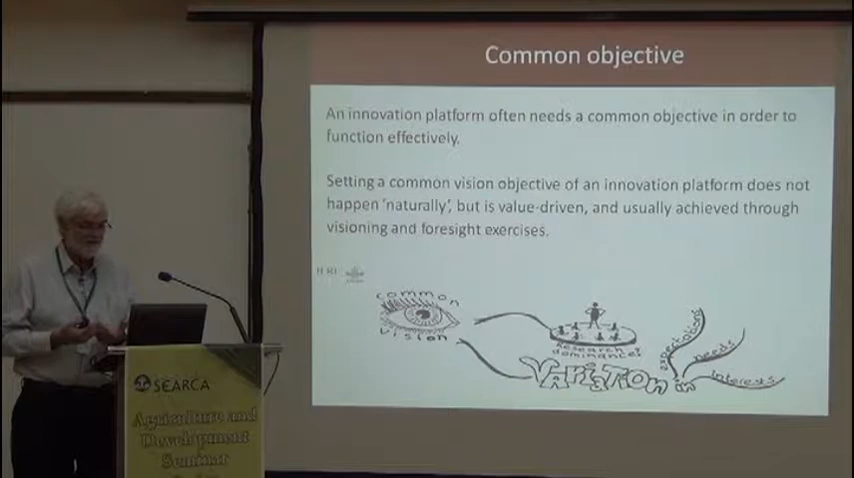 Common objective
An innovation platform often needs a common objective in order to
function effectively.
Setting a common vision objective of an innovation platform does not
happen 'naturally', but is value-driven, and usually achieved through
visioning and foresight exercises.
common
vision
Research
dominance?
Variation
in
expectations
needs
interests
SEARCA
Agriculture and
Development
Seminar